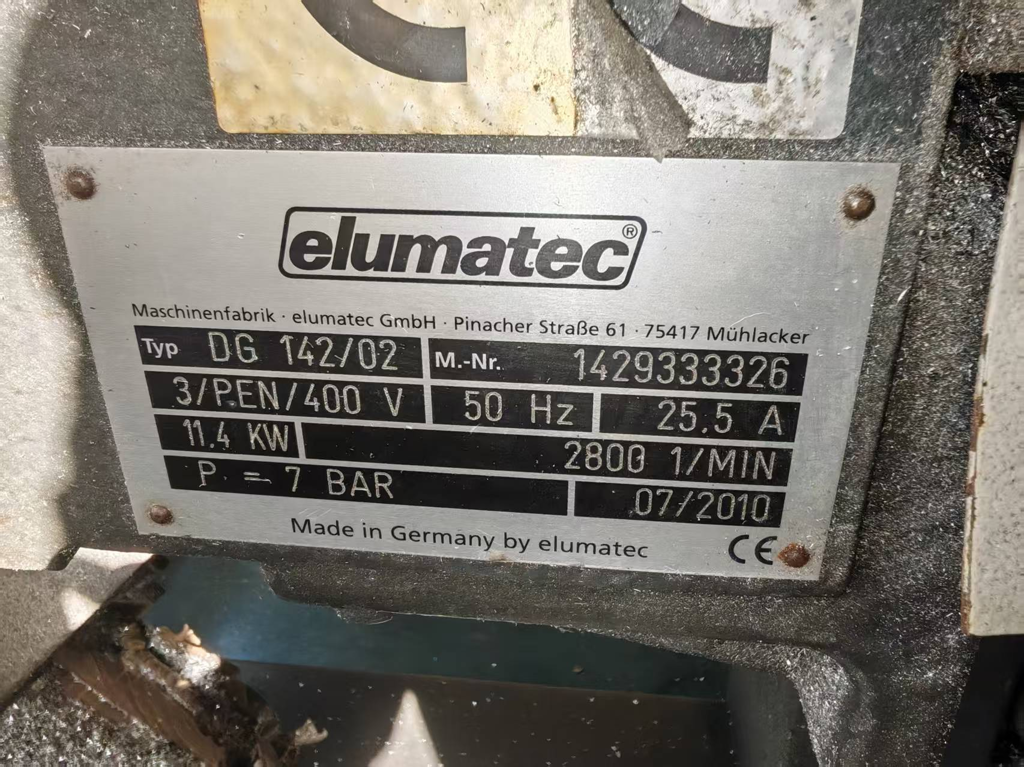 elumatec®
Maschinenfabrik · elumatec GmbH · Pinacher Straße 61 · 75417 Mühlacker
Typ DG 142/02 M.-Nr. 1429333326
3/PEN/400 V 50 Hz 25.5 A
11.4 KW 2800 1/MIN
P = 7 BAR 07/2010
Made in Germany by elumatec CE